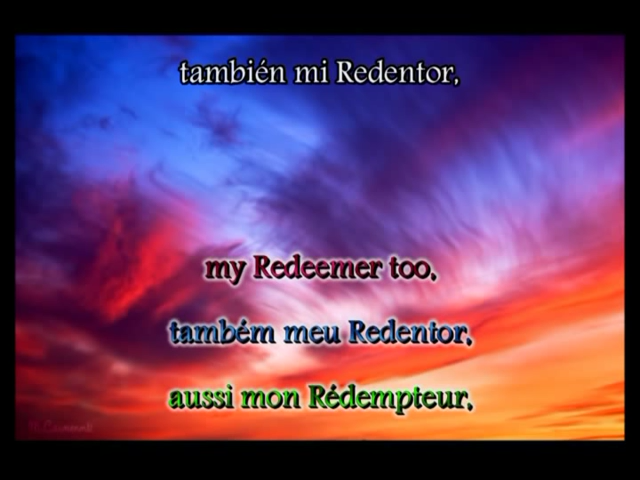 también mi Redentor,
my Redeemer too,
também meu Redentor,
aussi mon Rédempteur,